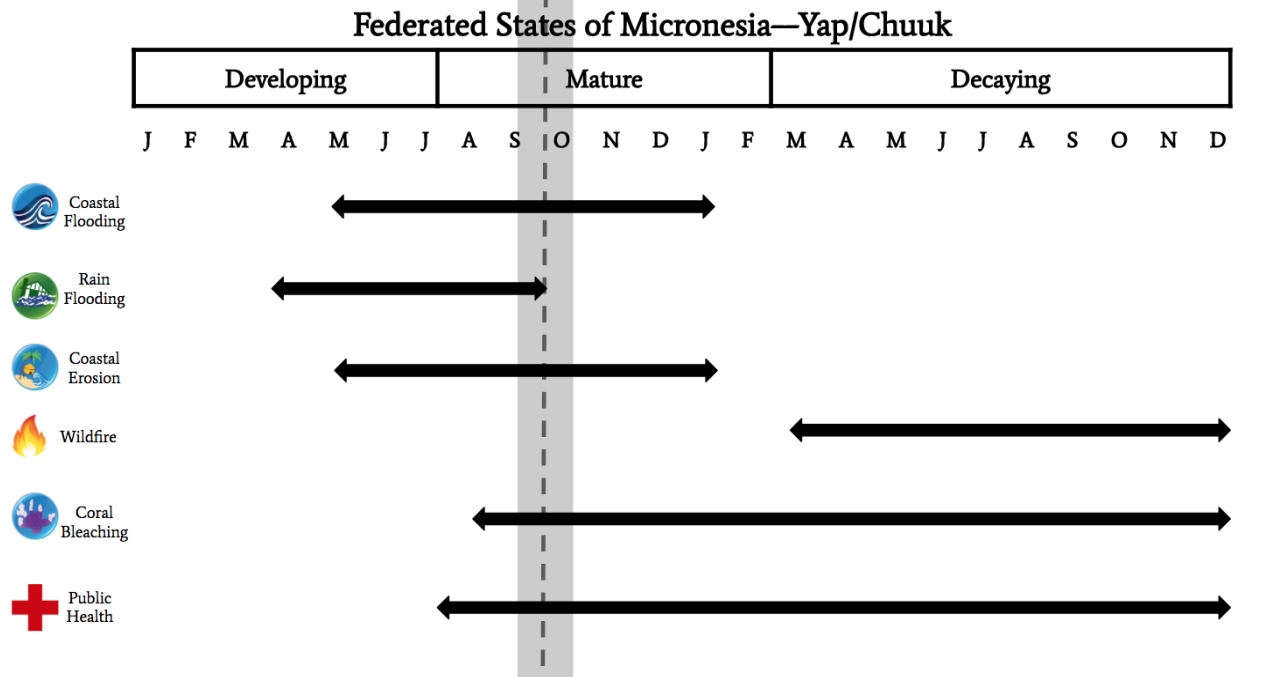 Federated States of Micronesia—Yap/Chuuk
Developing Mature Decaying
J F M A M J J A S O N D J F M A M J J A S O N D
Coastal
Flooding
Rain
Flooding
Coastal
Erosion
Wildfire
Coral
Bleaching
Public
Health